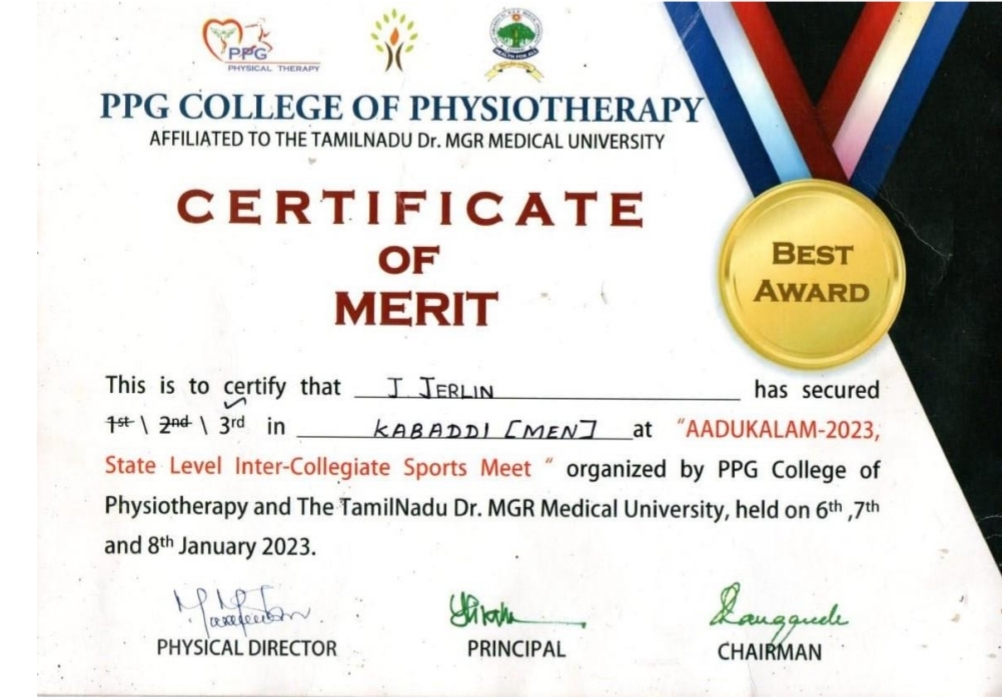 PPG
PHYSICAL THERAPY
PPG COLLEGE OF PHYSIOTHERAPY
AFFILIATED TO THE TAMILNADU Dr. MGR MEDICAL UNIVERSITY
CERTIFICATE
OF
MERIT
BEST
AWARD
This is to certify that J JERLIN has secured
1st \ 2nd \ 3rd in KABADDI [MEN] at "AADUKALAM-2023,
State Level Inter-Collegiate Sports Meet " organized by PPG College of
Physiotherapy and The TamilNadu Dr. MGR Medical University, held on 6th ,7th
and 8th January 2023.
PHYSICAL DIRECTOR
PRINCIPAL
CHAIRMAN